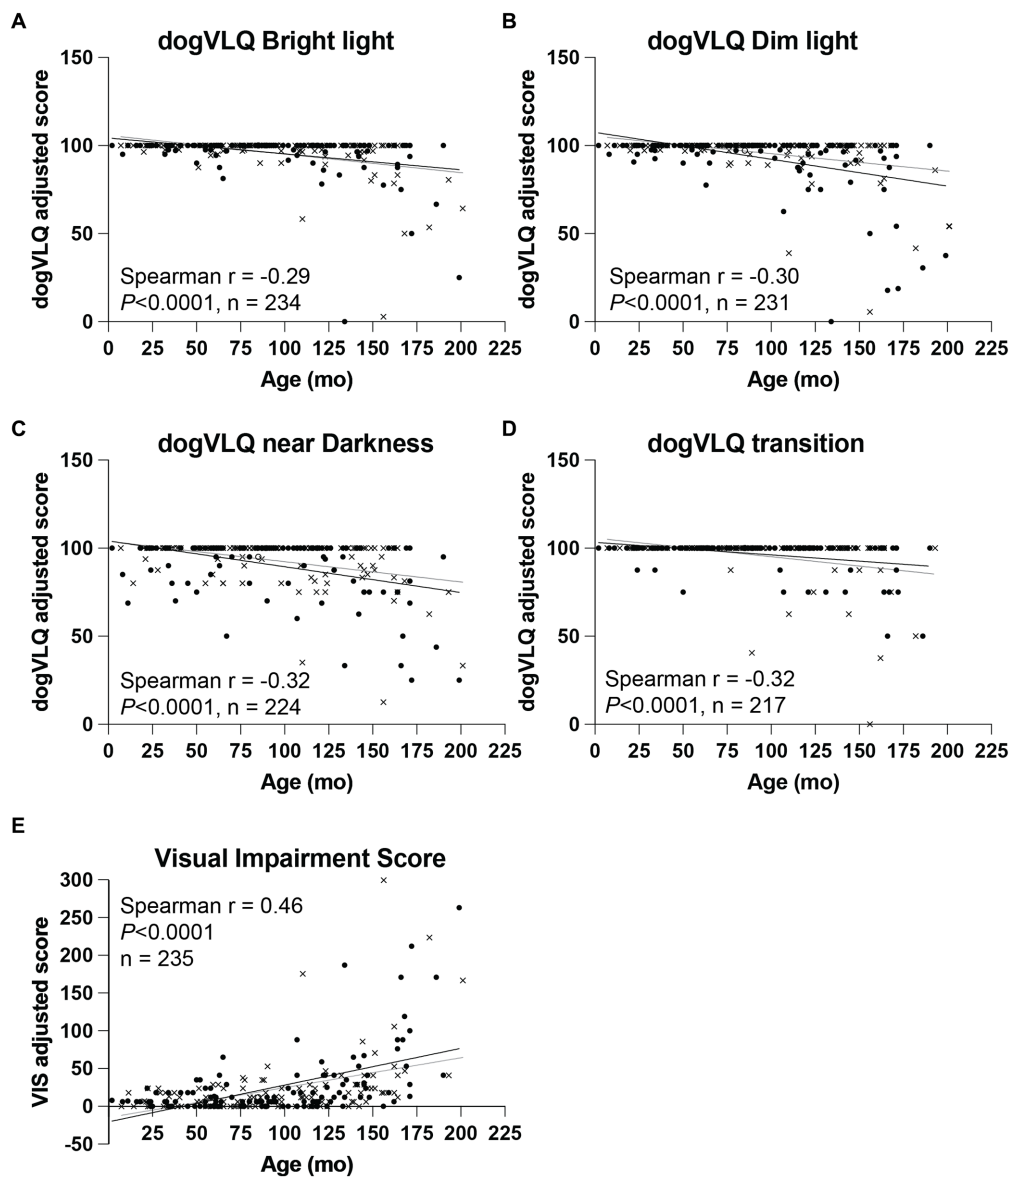 A
dogVLQ Bright light
150
100
50
0
dogVLQ adjusted score
Spearman r = -0.29
P<0.0001, n = 234
0 25 50 75 100 125 150 175 200 225
Age (mo)
B
dogVLQ Dim light
150
100
50
0
dogVLQ adjusted score
Spearman r = -0.30
P<0.0001, n = 231
0 25 50 75 100 125 150 175 200 225
Age (mo)
C
dogVLQ near Darkness
150
100
50
0
dogVLQ adjusted score
Spearman r = -0.32
P<0.0001, n = 224
0 25 50 75 100 125 150 175 200 225
Age (mo)
D
dogVLQ transition
150
100
50
0
dogVLQ adjusted score
Spearman r = -0.32
P<0.0001, n = 217
0 25 50 75 100 125 150 175 200 225
Age (mo)
E
Visual Impairment Score
300
250
200
150
100
50
0
-50
VIS adjusted score
Spearman r = 0.46
P<0.0001
n = 235
25 50 75 100 125 150 175 200 225
Age (mo)